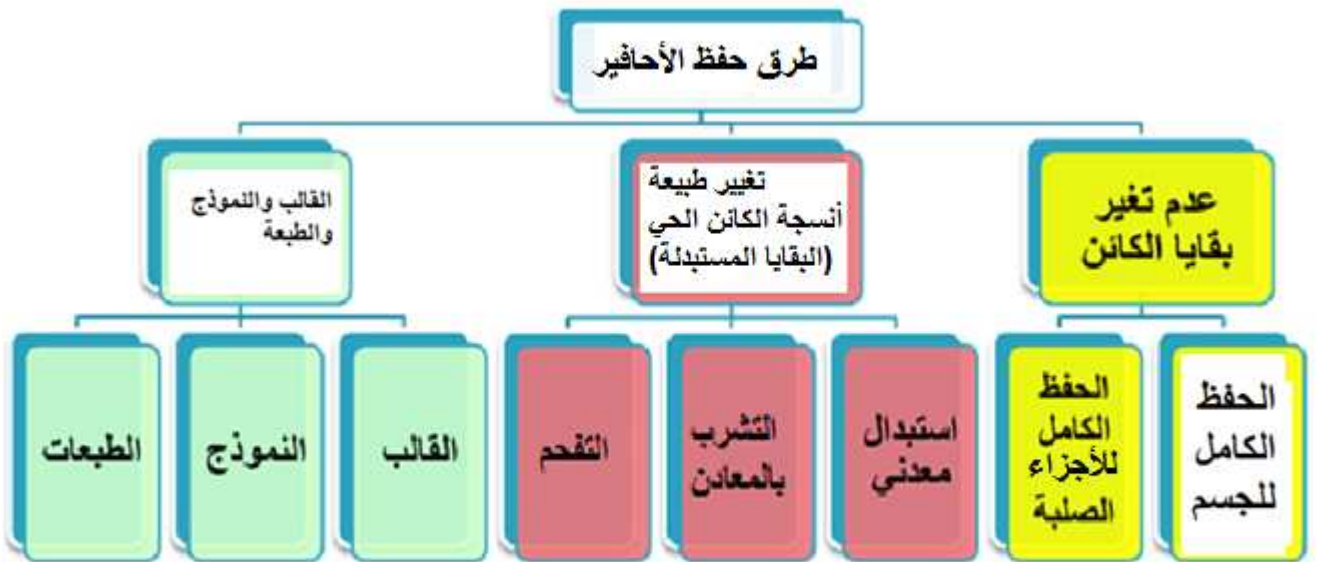 طرق حفظ الأحافير
عدم تغير
بقايا الكائن
تغيير طبيعة
أنسجة الكائن الحي
(البقايا المستبدلة)
القالب والنموذج
والطبعة
الحفظ
الكامل
للجسم
الحفظ
الكامل
للأجزاء
الصلبة
استبدال
معدني
التشرب
بالمعادن
التفحم
القالب
النموذج
الطبعات